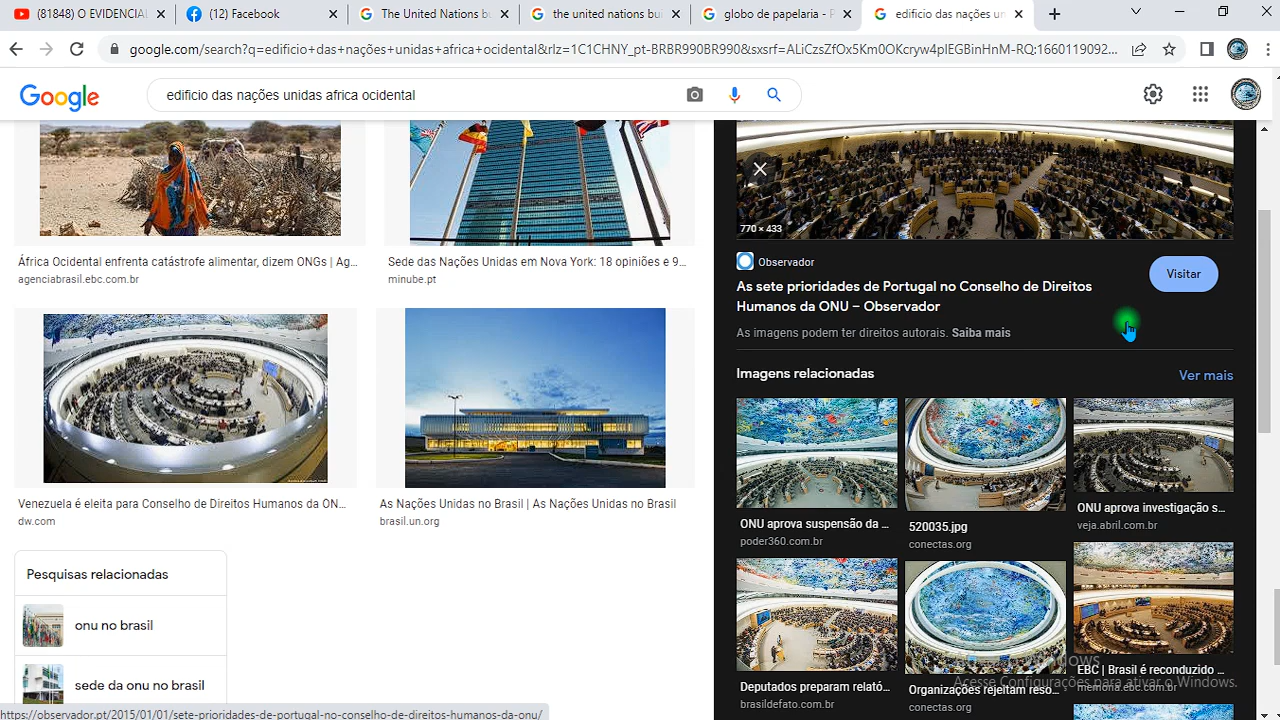 (81848) O EVIDENCIAL
(12) Facebook
The United Nations bu
the united nations bui
globo de papelaria - P
edificio das nações un
google.com/search?q=edificio+das+nações+unidas+africa+ocidental&rlz=1C1CHNY_pt-BRBR990BR990&sxsrf=ALiCzsZfOx5Km0OKcryw4pIEGBinHnM-RQ:1660119092...
Google
edificio das nações unidas africa ocidental
África Ocidental enfrenta catástrofe alimentar, dizem ONGs | Ag...
agenciabrasil.ebc.com.br
Sede das Nações Unidas em Nova York: 18 opiniões e 9...
minube.pt
Venezuela é eleita para Conselho de Direitos Humanos da ON...
dw.com
As Nações Unidas no Brasil | As Nações Unidas no Brasil
brasil.un.org
Pesquisas relacionadas
onu no brasil
sede da onu no brasil
770 × 433
Observador
Visitar
As sete prioridades de Portugal no Conselho de Direitos
Humanos da ONU – Observador
As imagens podem ter direitos autorais. Saiba mais
Imagens relacionadas
Ver mais
ONU aprova suspensão da ...
poder360.com.br
520035.jpg
conectas.org
ONU aprova investigação s...
veja.abril.com.br
Deputados preparam relató...
brasildefato.com.br
Organizações rejeitam reso...
conectas.org
EBC | Brasil é reconduzido ...
memoria.ebc.com.br
Acesse Configurações para ativar o Windows.
https://observador.pt/2015/01/01/sete-prioridades-de-portugal-no-conselho-de-direitos-humanos-da-onu/